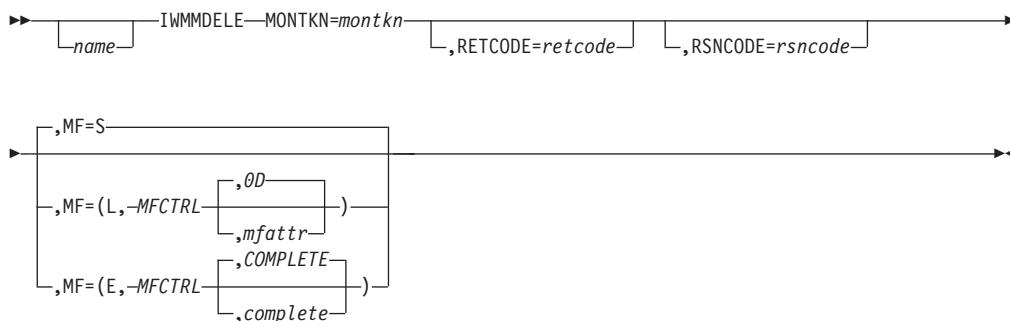 IWMMDELE MONTKN=montkn
name ,RETCODE=retcode ,RSNCODE=rsncode
,MF=S
,0D
,MF=(L, MFCTRL )
,mfattr
,COMPLETE
,MF=(E, MFCTRL )
,complete